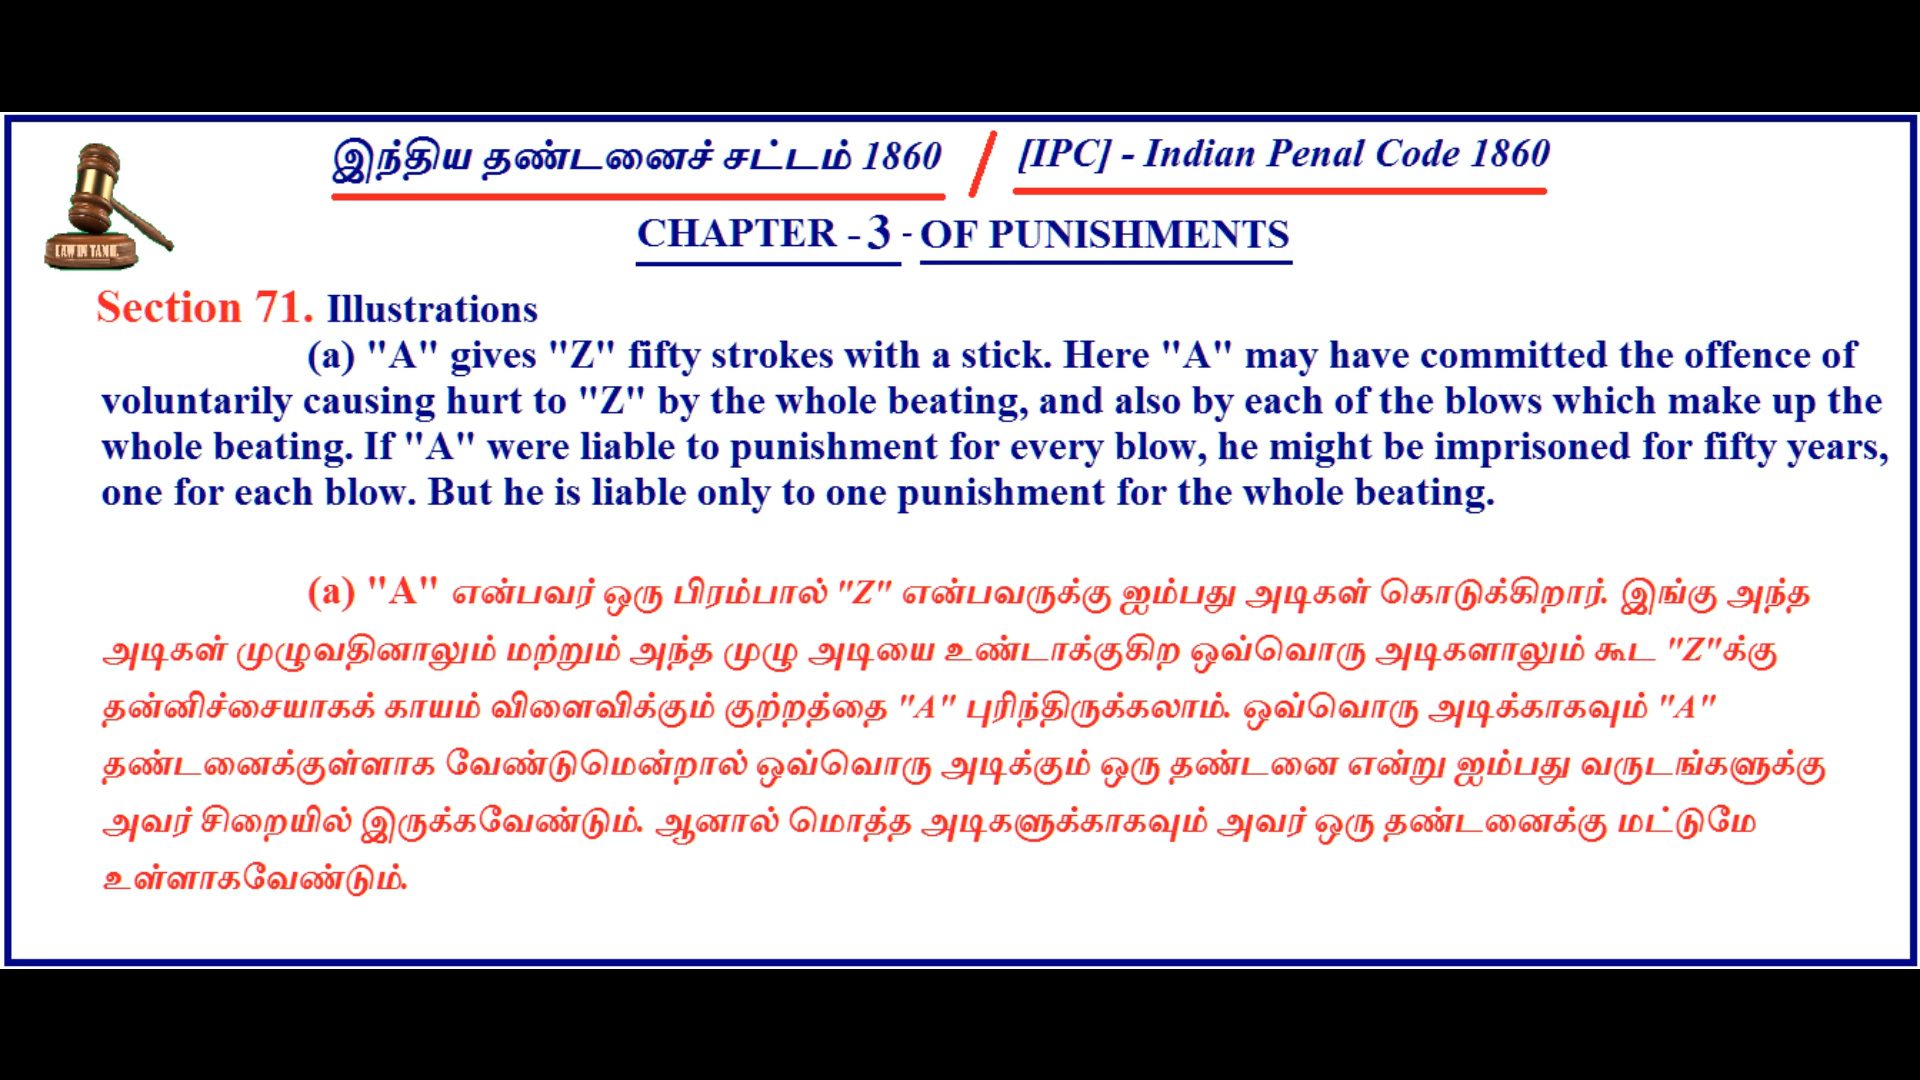 இந்திய தண்டனைச் சட்டம் 1860 / [IPC] - Indian Penal Code 1860
LAW IN TAMIL
CHAPTER - 3 - OF PUNISHMENTS
Section 71. Illustrations
(a) "A" gives "Z" fifty strokes with a stick. Here "A" may have committed the offence of
voluntarily causing hurt to "Z" by the whole beating, and also by each of the blows which make up the
whole beating. If "A" were liable to punishment for every blow, he might be imprisoned for fifty years,
one for each blow. But he is liable only to one punishment for the whole beating.
(a) "A" என்பவர் ஒரு பிரம்பால் "Z" என்பவருக்கு ஐம்பது அடிகள் கொடுக்கிறார். இங்கு அந்த
அடிகள் முழுவதினாலும் மற்றும் அந்த முழு அடியை உண்டாக்குகிற ஒவ்வொரு அடிகளாலும் கூட "Z"க்கு
தன்னிச்சையாகக் காயம் விளைவிக்கும் குற்றத்தை "A" புரிந்திருக்கலாம். ஒவ்வொரு அடிக்காகவும் "A"
தண்டனைக்குள்ளாக வேண்டுமென்றால் ஒவ்வொரு அடிக்கும் ஒரு தண்டனை என்று ஐம்பது வருடங்களுக்கு
அவர் சிறையில் இருக்கவேண்டும். ஆனால் மொத்த அடிகளுக்காகவும் அவர் ஒரு தண்டனைக்கு மட்டுமே
உள்ளாகவேண்டும்.